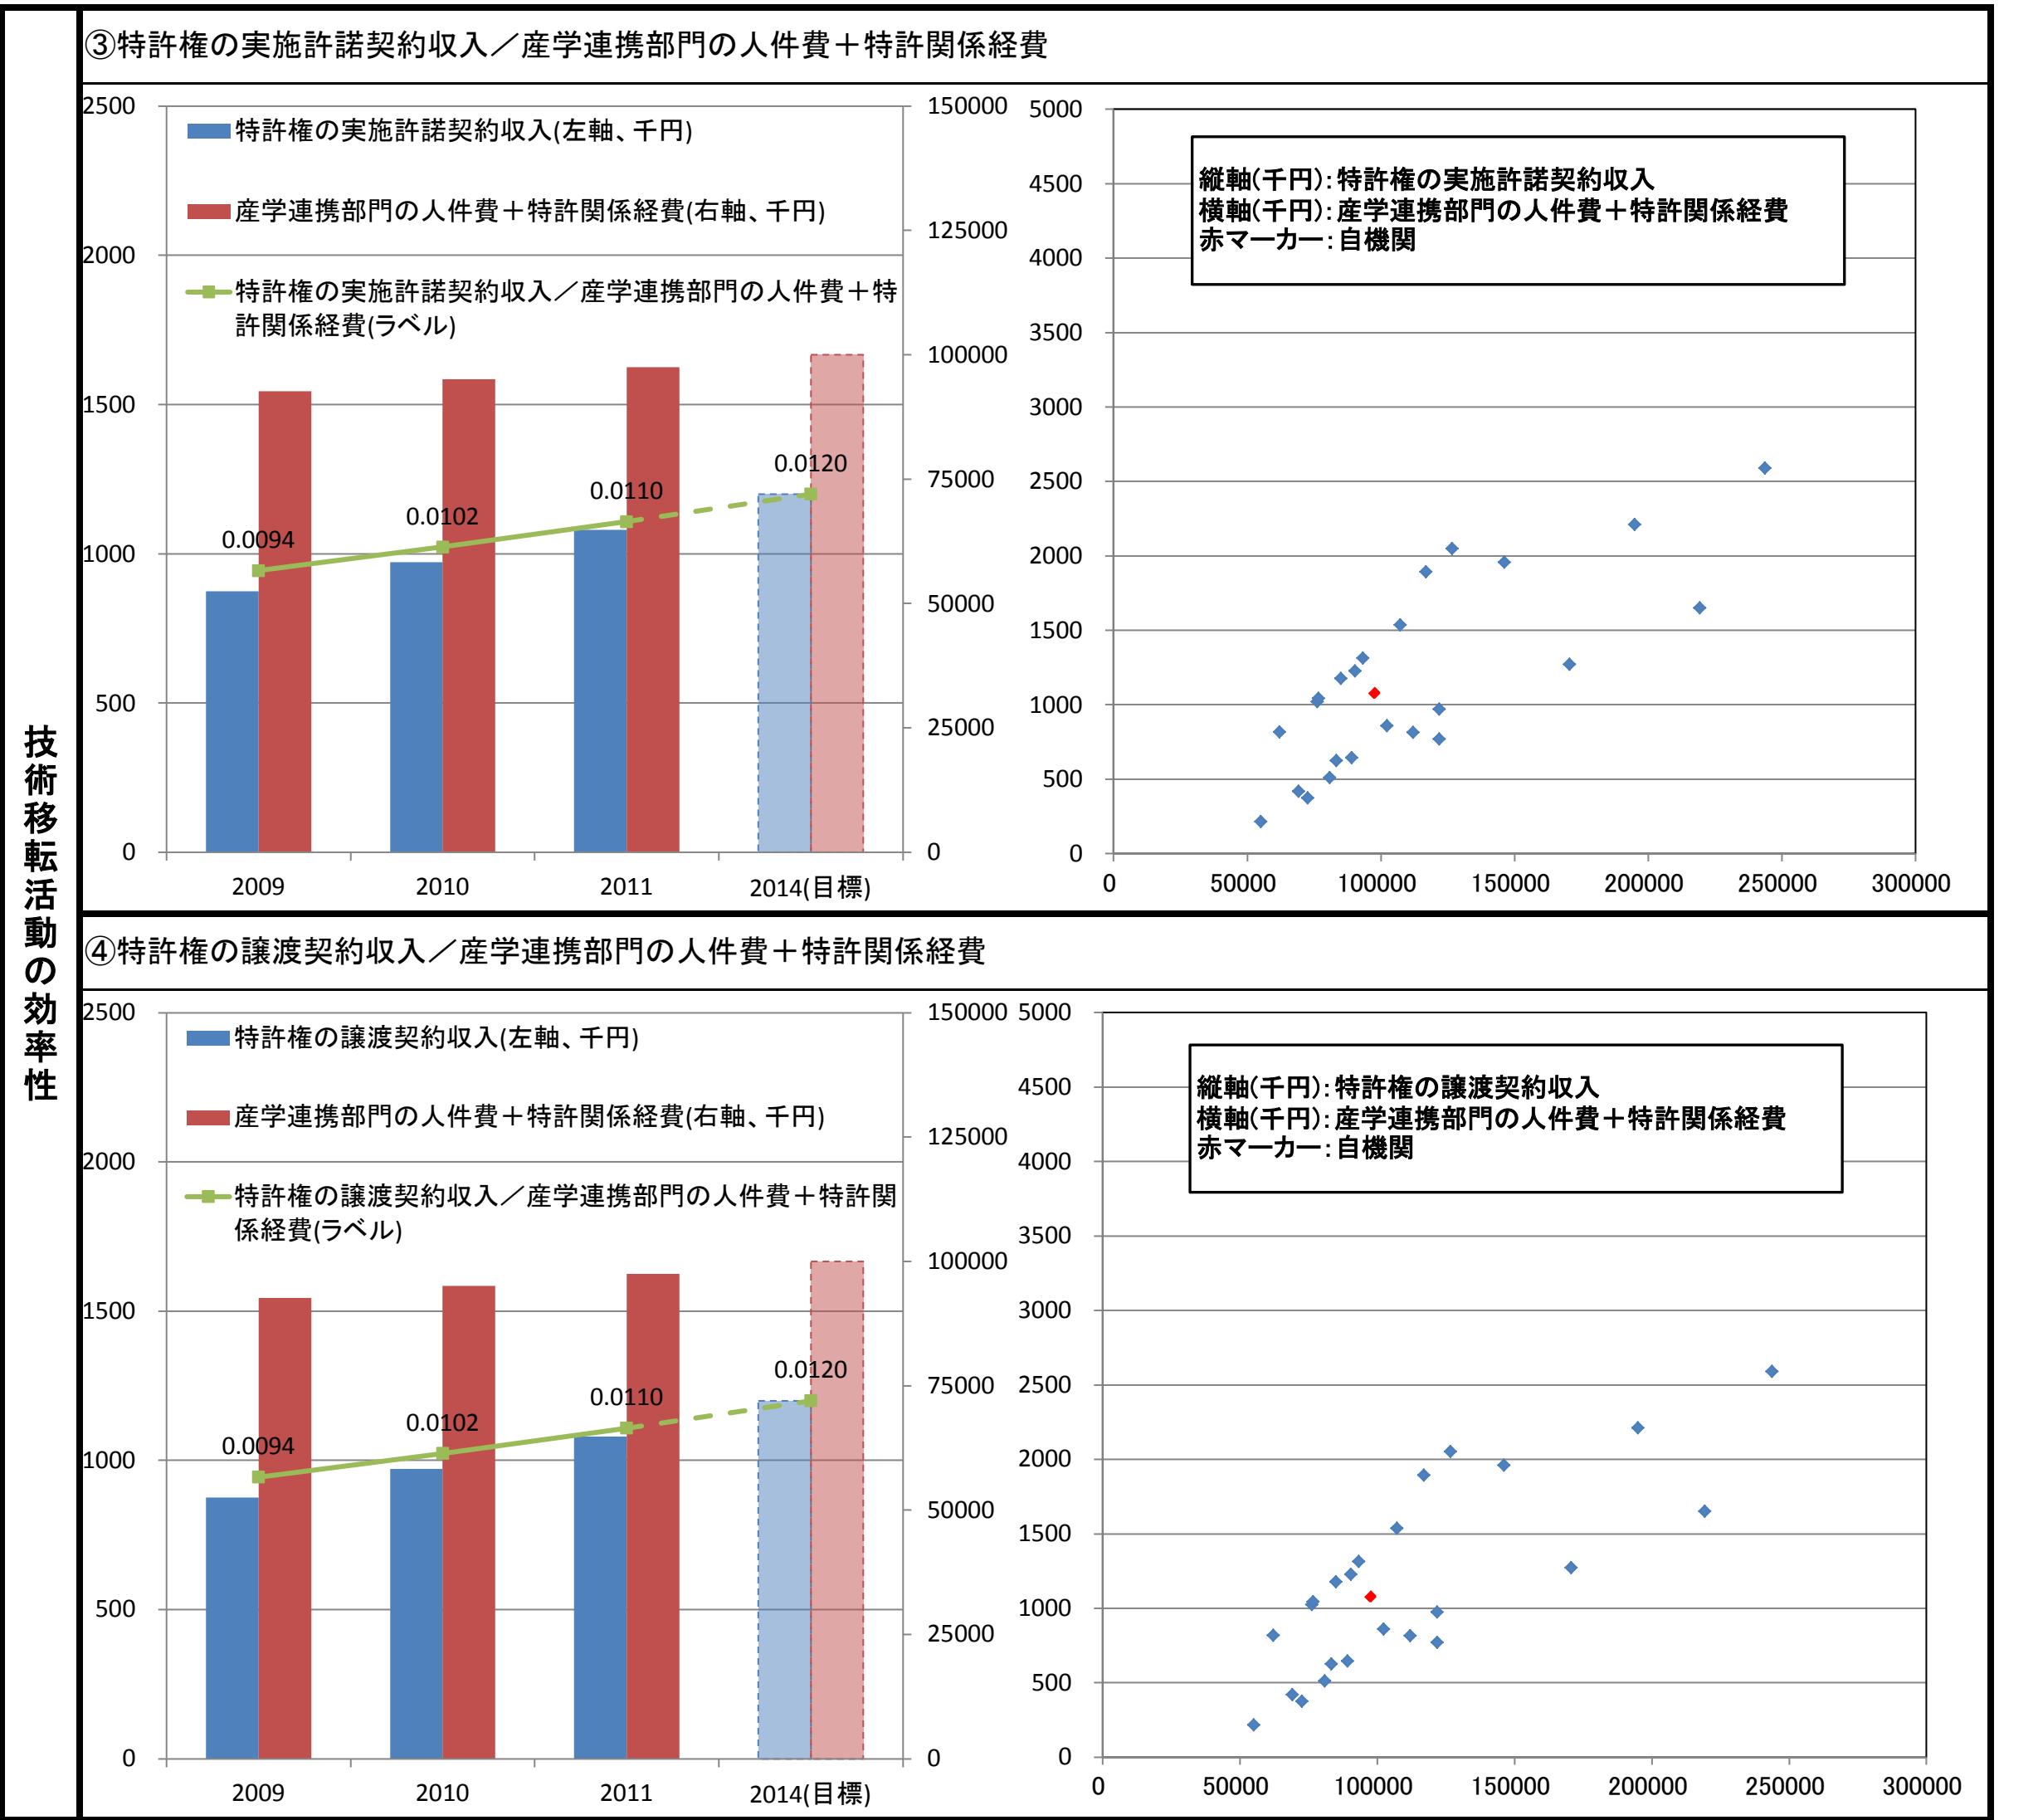 技術移転活動の効率性
③特許権の実施許諾契約収入／産学連携部門の人件費＋特許関係経費
2500
2000
1500
1000
500
0
特許権の実施許諾契約収入(左軸、千円)
産学連携部門の人件費＋特許関係経費(右軸、千円)
特許権の実施許諾契約収入／産学連携部門の人件費＋特
許関係経費(ラベル)
0.0094
0.0102
0.0110
0.0120
150000
125000
100000
75000
50000
25000
0
2009 2010 2011 2014(目標)
5000
4500
4000
3500
3000
2500
2000
1500
1000
500
0
縦軸(千円)：特許権の実施許諾契約収入
横軸(千円)：産学連携部門の人件費＋特許関係経費
赤マーカー：自機関
0 50000 100000 150000 200000 250000 300000
④特許権の譲渡契約収入／産学連携部門の人件費＋特許関係経費
2500
2000
1500
1000
500
0
特許権の譲渡契約収入(左軸、千円)
産学連携部門の人件費＋特許関係経費(右軸、千円)
特許権の譲渡契約収入／産学連携部門の人件費＋特許関
係経費(ラベル)
0.0094
0.0102
0.0110
0.0120
150000
125000
100000
75000
50000
25000
0
2009 2010 2011 2014(目標)
5000
4500
4000
3500
3000
2500
2000
1500
1000
500
0
縦軸(千円)：特許権の譲渡契約収入
横軸(千円)：産学連携部門の人件費＋特許関係経費
赤マーカー：自機関
0 50000 100000 150000 200000 250000 300000